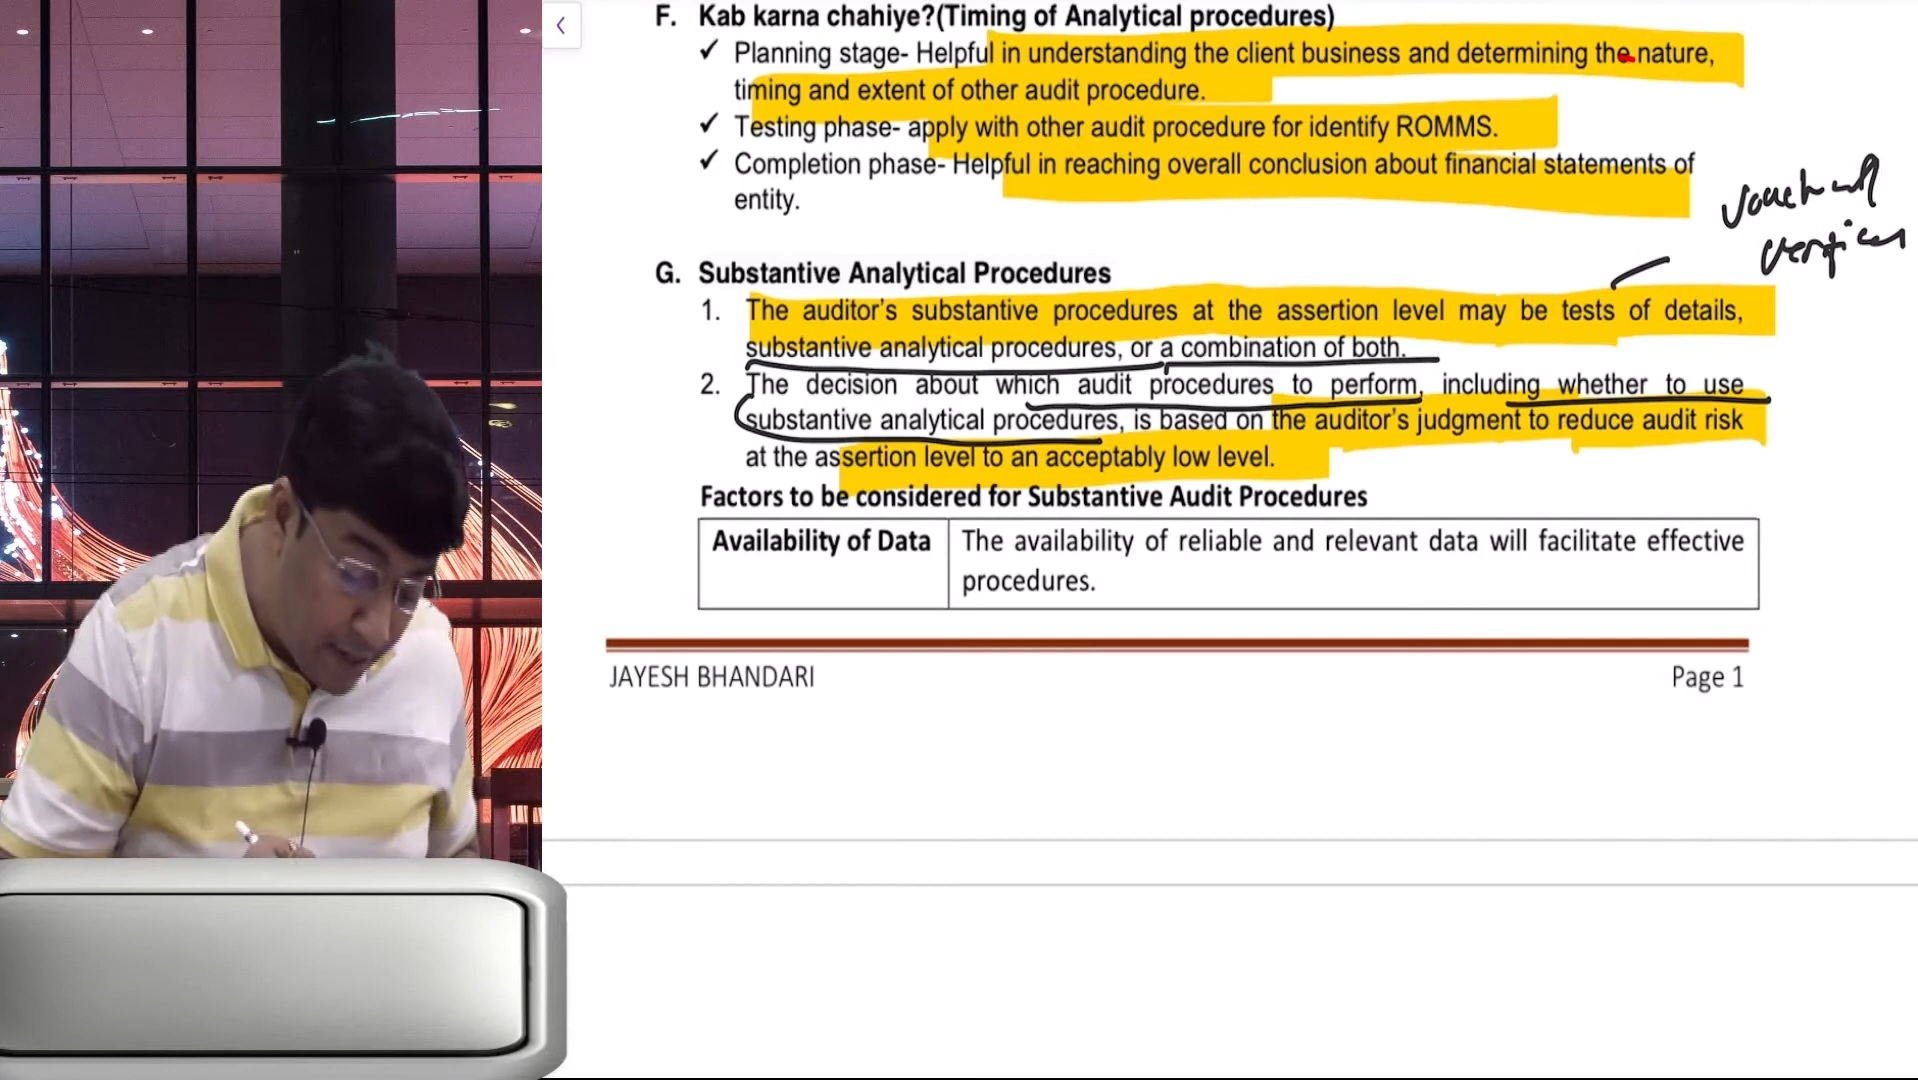 F. Kab karna chahiye?(Timing of Analytical procedures)
✓ Planning stage- Helpful in understanding the client business and determining the nature,
timing and extent of other audit procedure.
✓ Testing phase- apply with other audit procedure for identify ROMMS.
✓ Completion phase- Helpful in reaching overall conclusion about financial statements of
entity.
G. Substantive Analytical Procedures
1. The auditor's substantive procedures at the assertion level may be tests of details,
substantive analytical procedures, or a combination of both.
2. The decision about which audit procedures to perform, including whether to use
substantive analytical procedures, is based on the auditor's judgment to reduce audit risk
at the assertion level to an acceptably low level.
Factors to be considered for Substantive Audit Procedures
Availability of Data
The availability of reliable and relevant data will facilitate effective
procedures.
JAYESH BHANDARI
Page 1